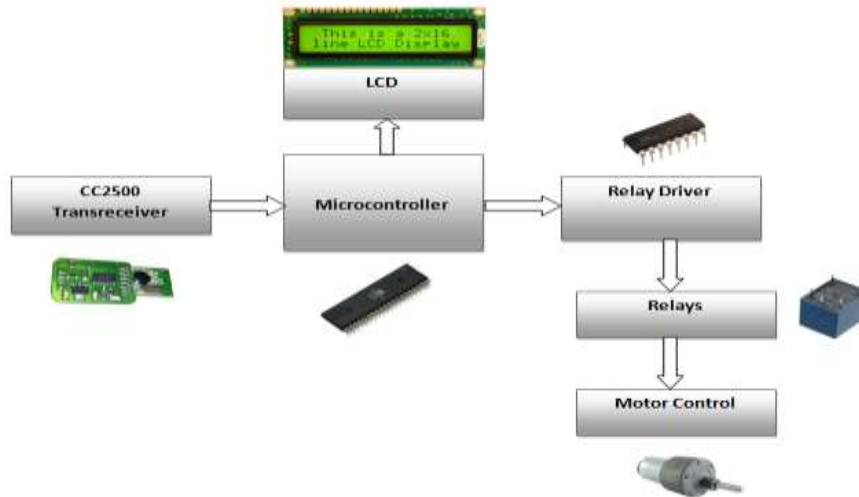 This is a 2x16
line LCD Display
LCD
CC2500
Transreceiver
Microcontroller
Relay Driver
Relays
Motor Control